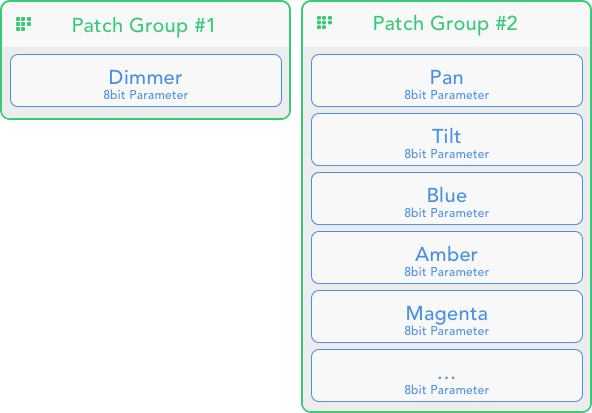 Patch Group #1
Dimmer
8bit Parameter
Patch Group #2
Pan
8bit Parameter
Tilt
8bit Parameter
Blue
8bit Parameter
Amber
8bit Parameter
Magenta
8bit Parameter
...
8bit Parameter